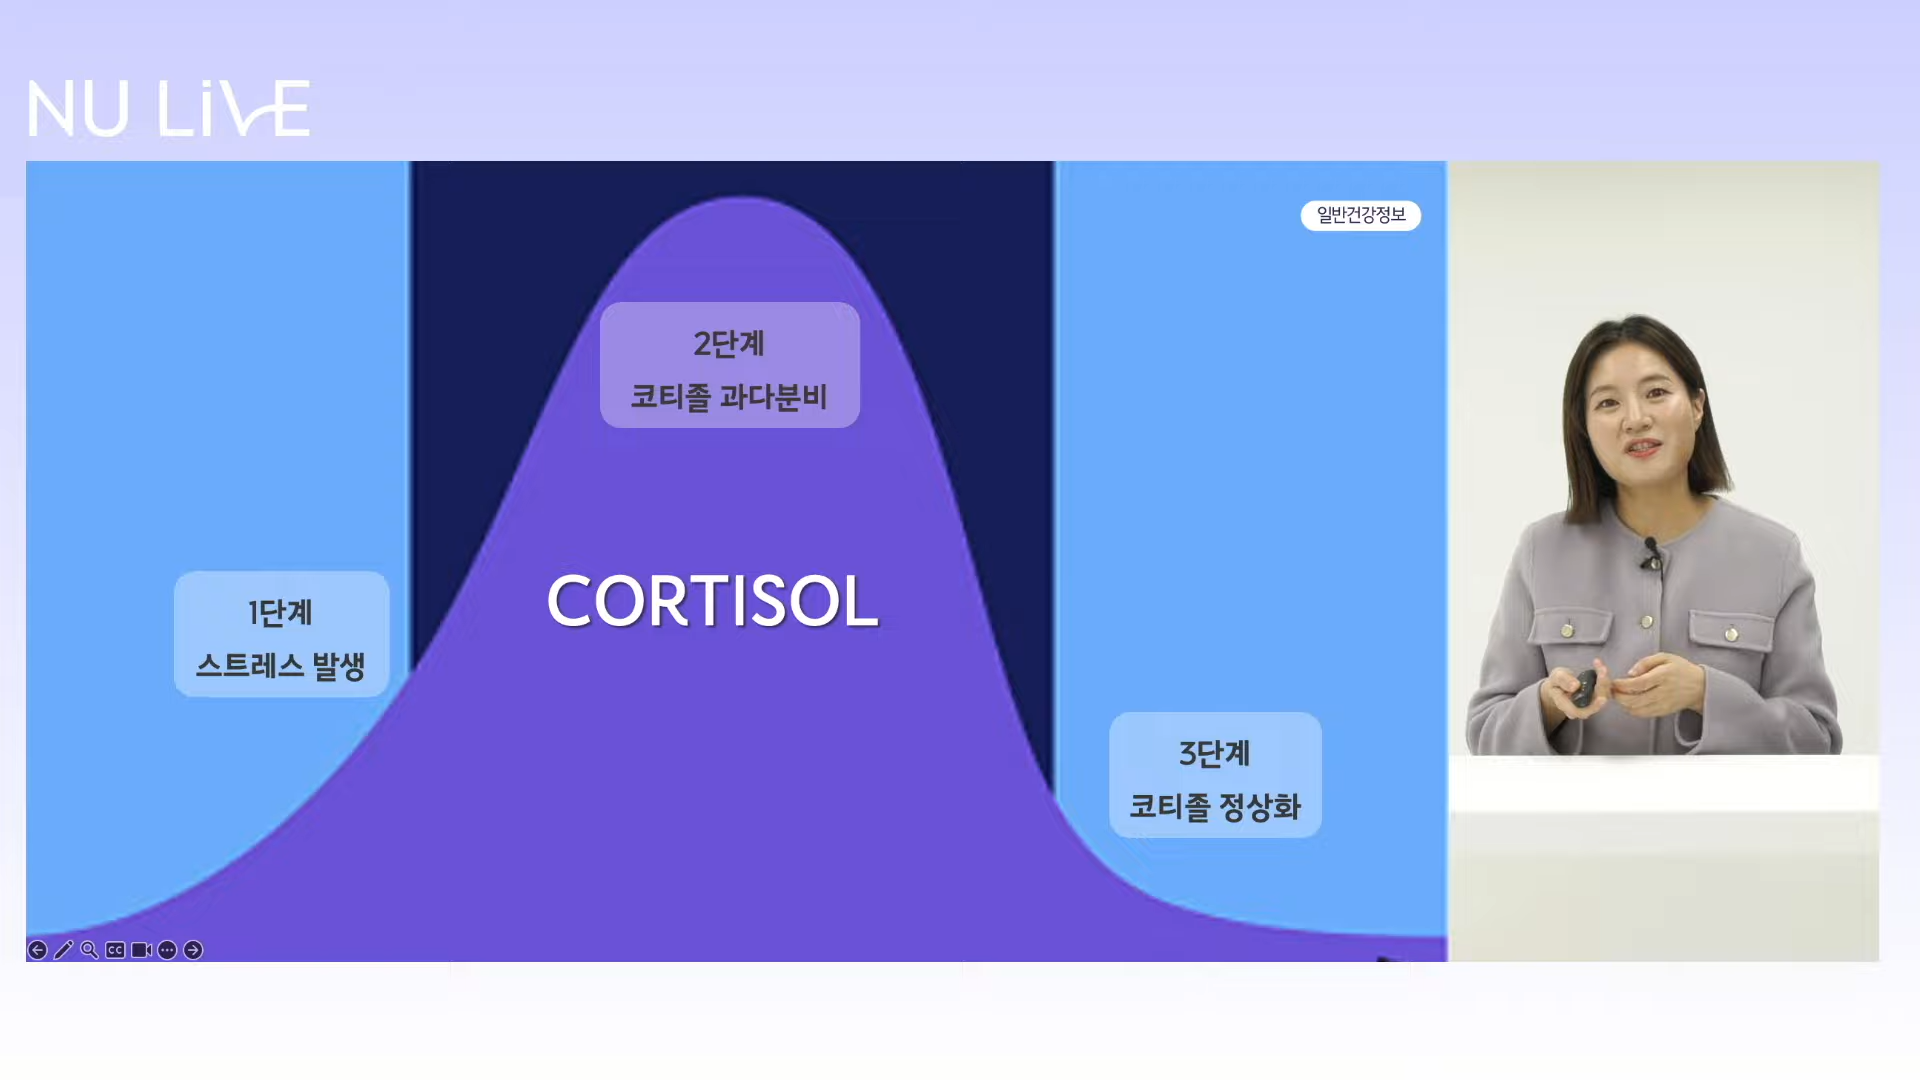 NU LiVE
일반건강정보
2단계
코티졸 과다분비
CORTISOL
1단계
스트레스 발생
3단계
코티졸 정상화
CC